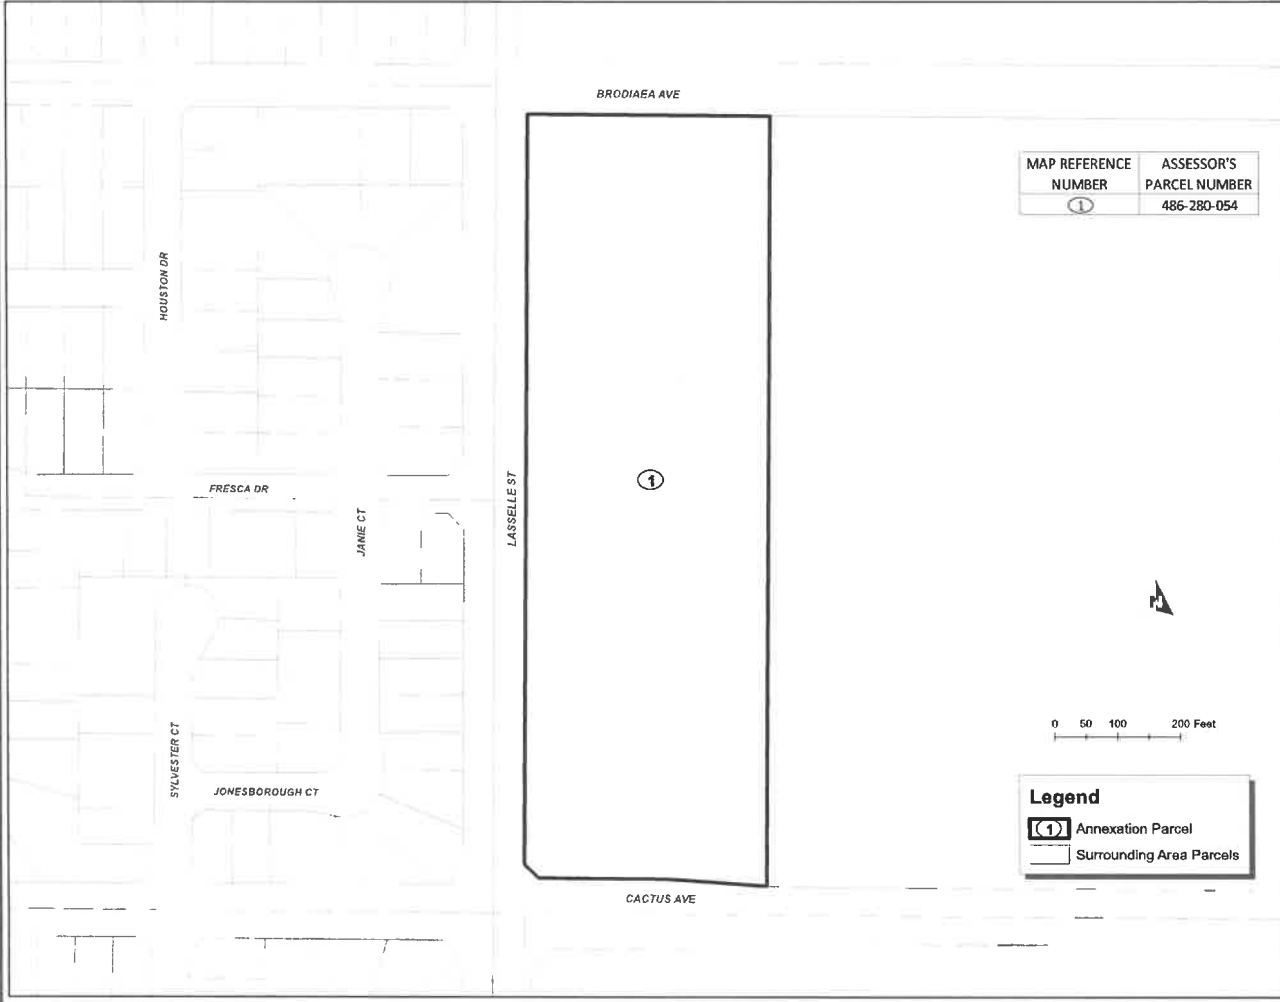 BRODIAEA AVE
MAP REFERENCE NUMBER
ASSESSOR'S PARCEL NUMBER
1
486-280-054
HOUSTON DR
FRESCA DR
JANIE CT
LASSELLE ST
1
SYLVESTER CT
JONESBOROUGH CT
0 50 100 200 Feet
Legend
1 Annexation Parcel
Surrounding Area Parcels
CACTUS AVE